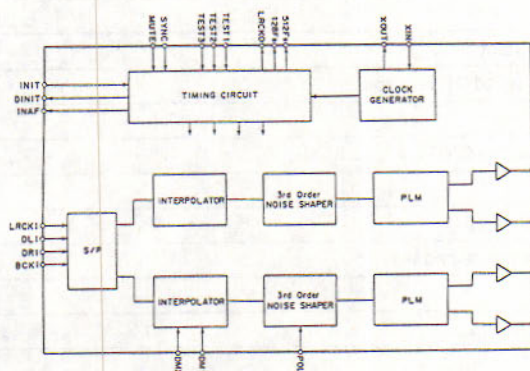 MUTE
SYNC
TEST3
TEST2
TEST1
LRCKO
128Fs
512Fs
XOUT
XIN
INIT
DINIT
INAF
TIMING CIRCUIT
CLOCK
GENERATOR
LRCKI
DLI
DRI
BCKI
S/P
INTERPOLATOR
3rd Order
NOISE SHAPER
PLM
INTERPOLATOR
3rd Order
NOISE SHAPER
PLM